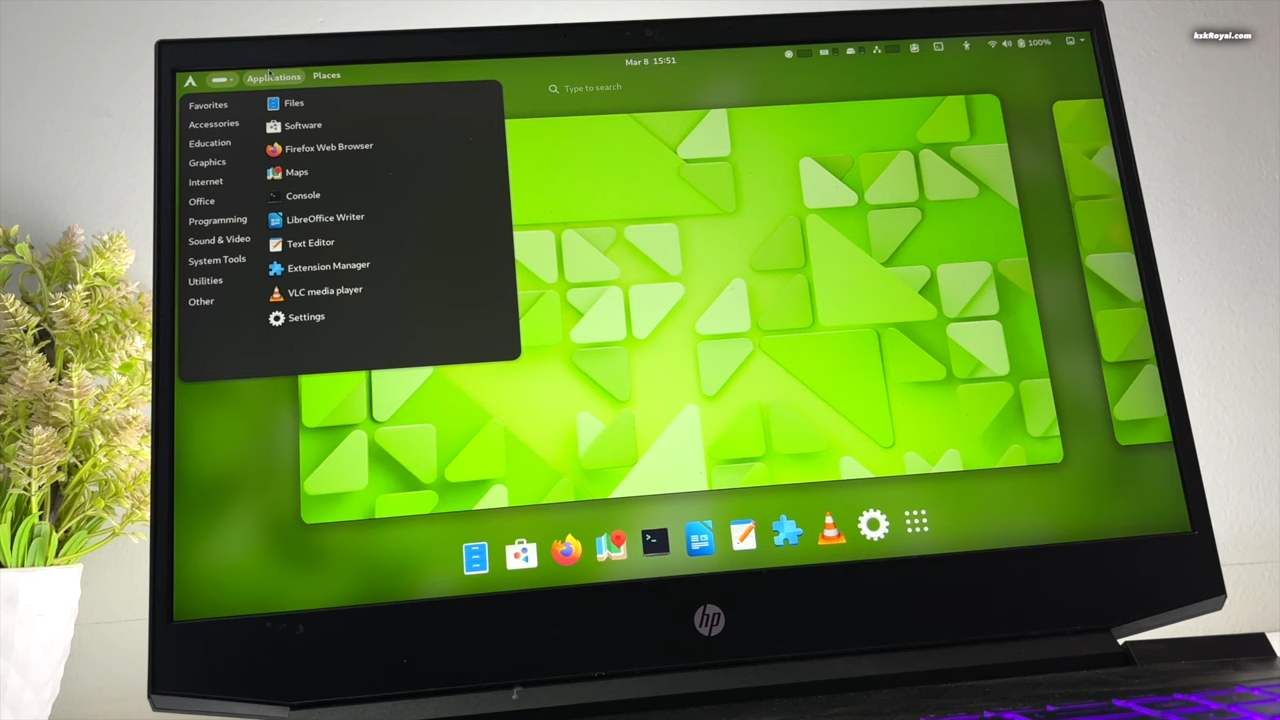 kskRoyal.com
Applications Places
Mar 8 15:51
100%
Type to search
Favorites
Accessories
Education
Graphics
Internet
Office
Programming
Sound & Video
System Tools
Utilities
Other
Files
Software
Firefox Web Browser
Maps
Console
LibreOffice Writer
Text Editor
Extension Manager
VLC media player
Settings
hp